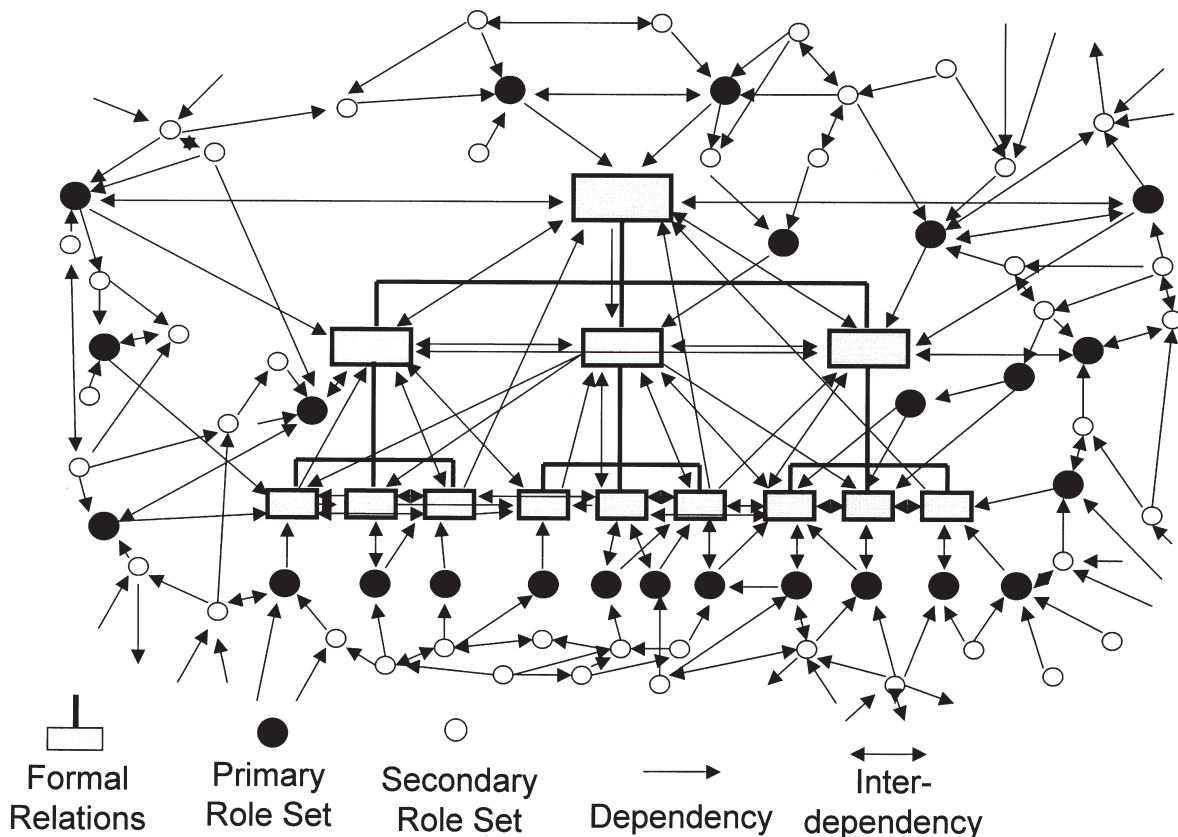 Formal
Relations
Primary
Role Set
Secondary
Role Set
Dependency
Inter-
dependency